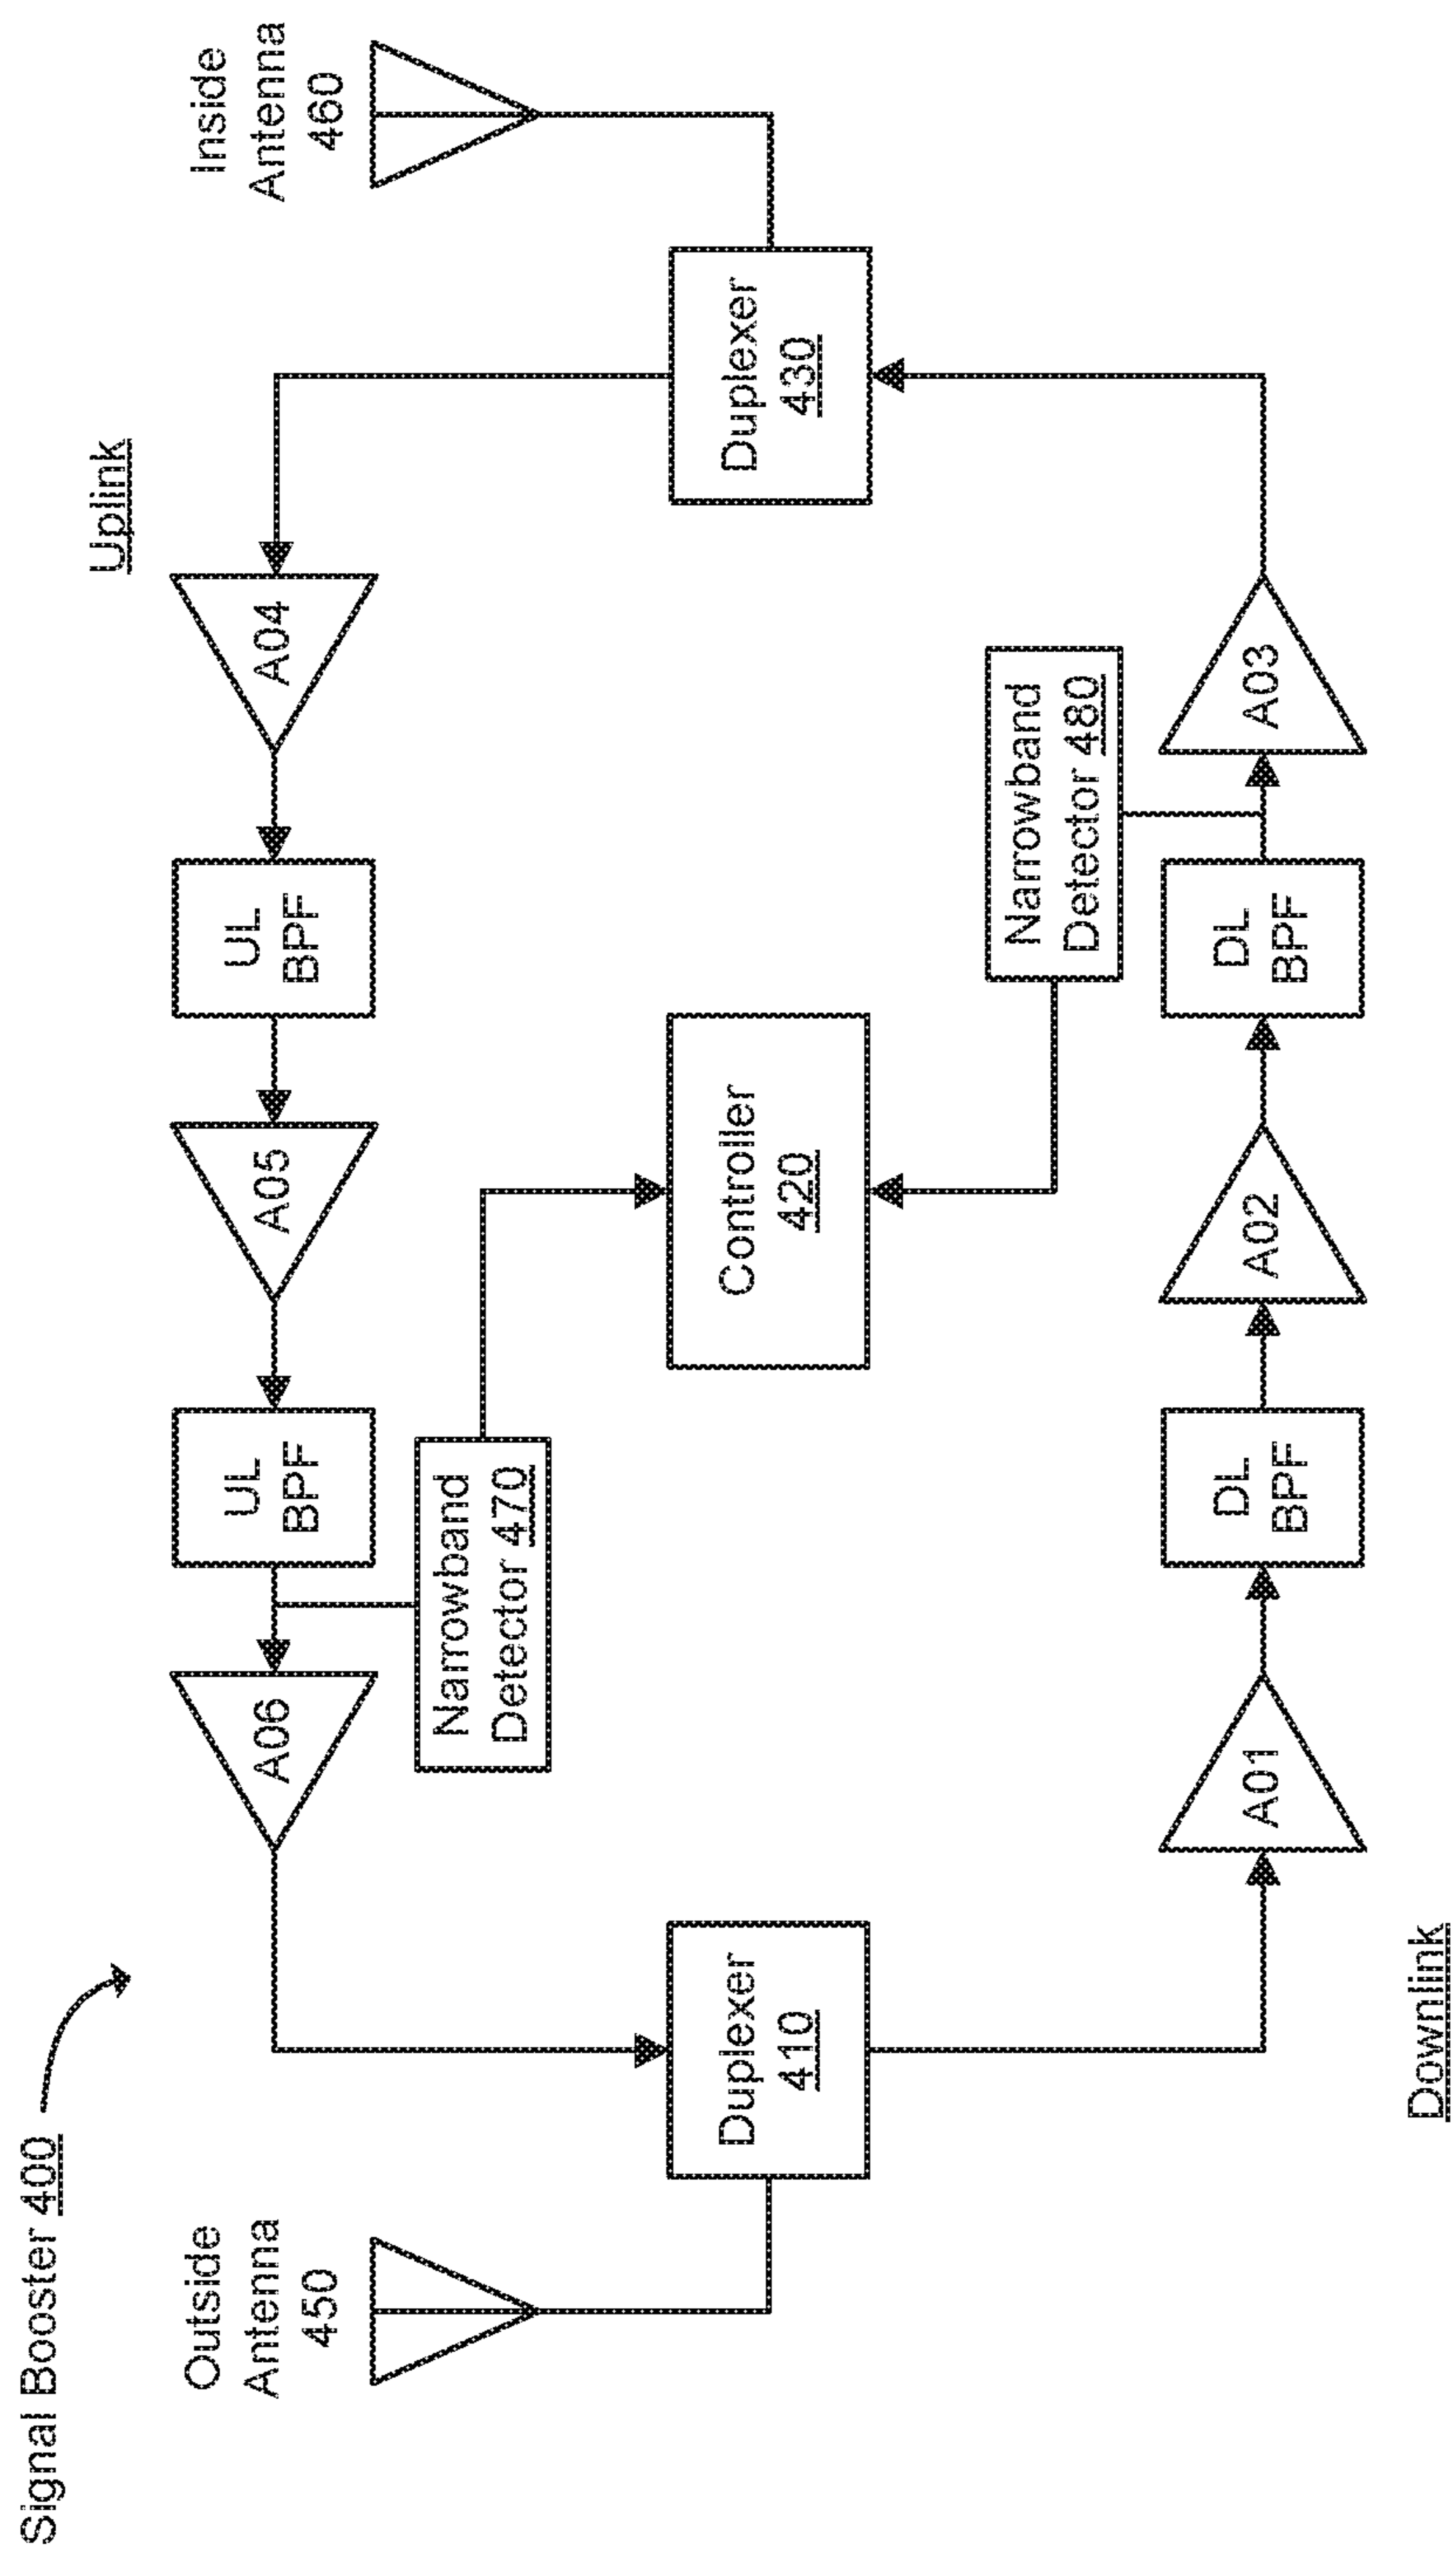 Signal Booster 400
Uplink
Outside
Antenna
450
Inside
Antenna
460
A06
UL
BPF
A05
UL
BPF
A04
Narrowband
Detector 470
Duplexer
410
Controller
420
Duplexer
430
Narrowband
Detector 480
A01
DL
BPF
A02
DL
BPF
A03
Downlink